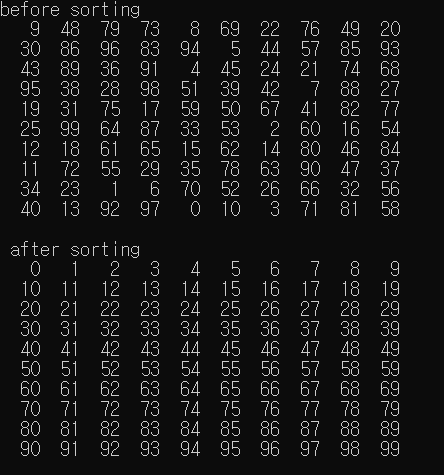 before sorting
9 48 79 73 8 69 22 76 49 20
30 86 96 83 94 5 44 57 85 93
43 89 36 91 4 45 24 21 74 68
95 38 28 98 51 39 42 7 88 27
19 31 75 17 59 50 67 41 82 77
25 99 64 87 33 53 2 60 16 54
12 18 61 65 15 62 14 80 46 84
11 72 55 29 35 78 63 90 47 37
34 23 1 6 70 52 26 66 32 56
40 13 92 97 0 10 3 71 81 58
after sorting
0 1 2 3 4 5 6 7 8 9
10 11 12 13 14 15 16 17 18 19
20 21 22 23 24 25 26 27 28 29
30 31 32 33 34 35 36 37 38 39
40 41 42 43 44 45 46 47 48 49
50 51 52 53 54 55 56 57 58 59
60 61 62 63 64 65 66 67 68 69
70 71 72 73 74 75 76 77 78 79
80 81 82 83 84 85 86 87 88 89
90 91 92 93 94 95 96 97 98 99